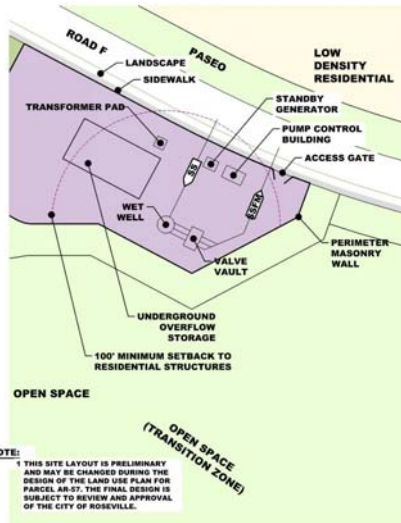 ROAD F
PASEO
LOW
DENSITY
RESIDENTIAL
LANDSCAPE
SIDEWALK
STANDBY
GENERATOR
TRANSFORMER PAD
PUMP CONTROL
BUILDING
ACCESS GATE
SS
SSFM
WET
WELL
VALVE
VAULT
PERIMETER
MASONRY
WALL
UNDERGROUND
OVERFLOW
STORAGE
100' MINIMUM SETBACK TO
RESIDENTIAL STRUCTURES
OPEN SPACE
OPEN SPACE
(TRANSITION ZONE)
OTE:
1 THIS SITE LAYOUT IS PRELIMINARY
AND MAY BE CHANGED DURING THE
DESIGN OF THE LAND USE PLAN FOR
PARCEL AR-57. THE FINAL DESIGN IS
SUBJECT TO REVIEW AND APPROVAL
OF THE CITY OF ROSEVILLE.